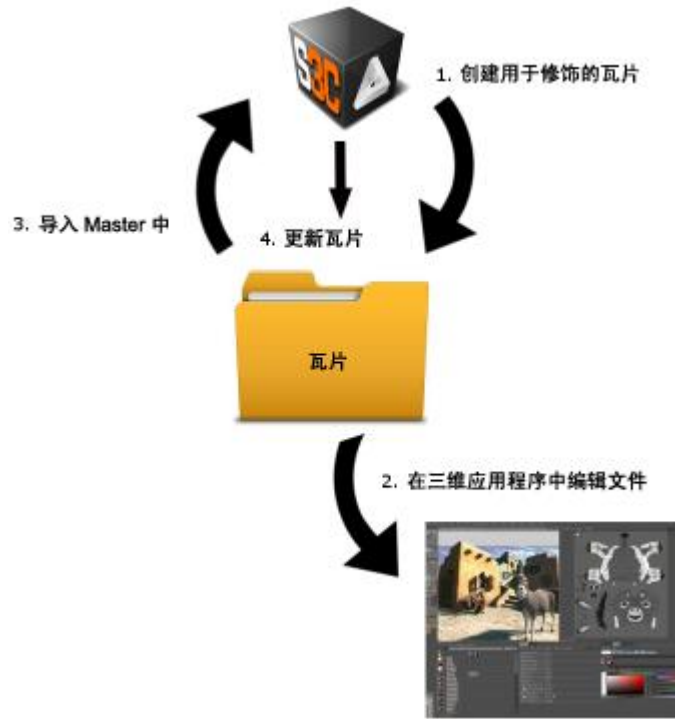 S3C
1. 创建用于修饰的瓦片
3. 导入 Master 中
4. 更新瓦片
瓦片
2. 在三维应用程序中编辑文件